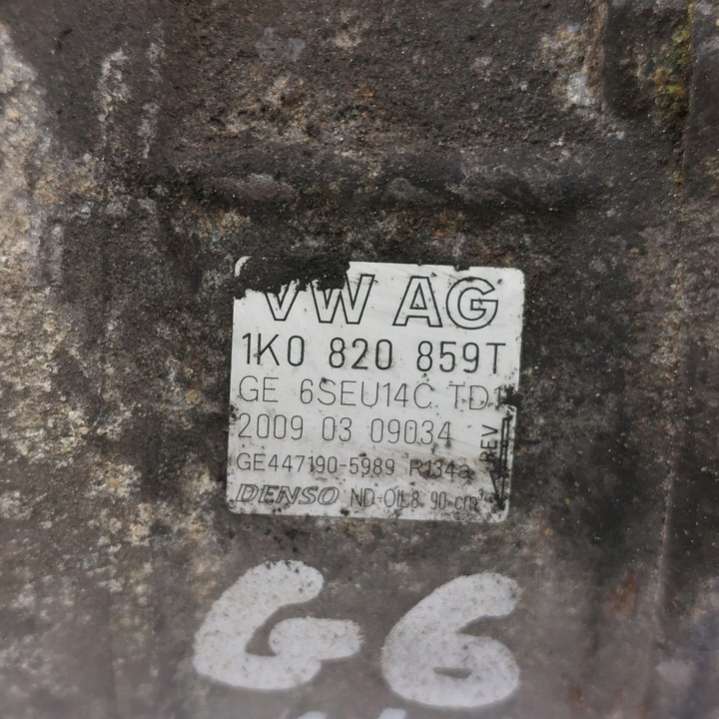 VW AG
1K0 820 859T
GE 6SEU14C TD1
2009 03 09034
REV
GE447190-5989 R134a
DENSO ND-OIL8 90-cm³
G6